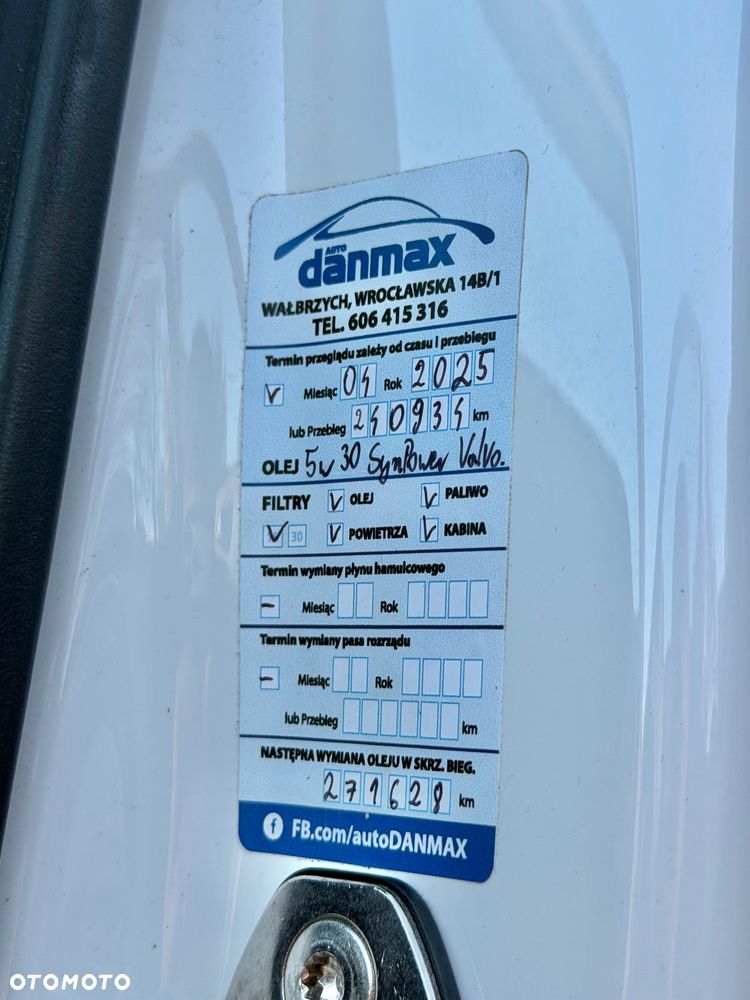 AUTO
danmax
WAŁBRZYCH, WROCŁAWSKA 14B/1
TEL. 606 415 316
Termin przeglądu zależy od czasu i przebiegu
V Miesiąc 04 Rok 2025
lub Przebieg 240934 km
OLEJ 5w30 SynPower Valvo.
FILTRY V OLEJ V PALIWO
V 30 V POWIETRZA V KABINA
Termin wymiany płynu hamulcowego
– Miesiąc Rok
Termin wymiany pasa rozrządu
– Miesiąc Rok
lub Przebieg km
NASTĘPNA WYMIANA OLEJU W SKRZ. BIEG.
271628 km
f FB.com/autoDANMAX
OTOMOTO